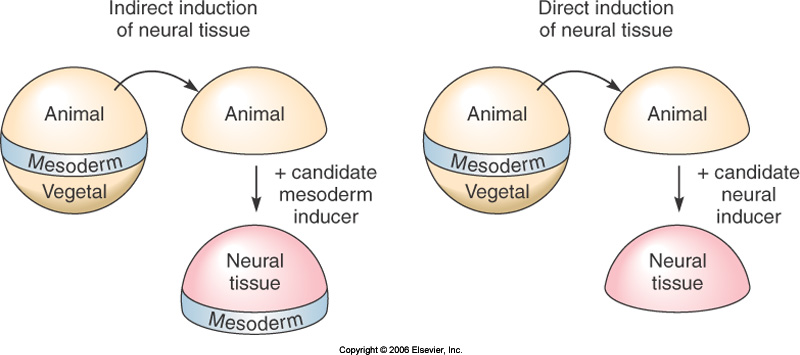 Indirect induction
of neural tissue
Animal
Mesoderm
Vegetal
Animal
+ candidate
mesoderm
inducer
Neural
tissue
Mesoderm
Direct induction
of neural tissue
Animal
Mesoderm
Vegetal
Animal
+ candidate
neural
inducer
Neural
tissue
Copyright © 2006 Elsevier, Inc.